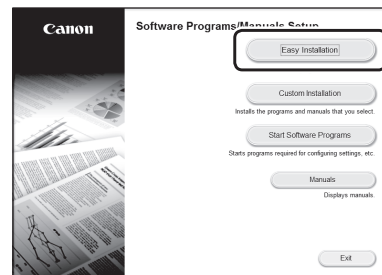 Canon
Software Programs/Manuals Setup
Easy Installation
Custom Installation
Installs the programs and manuals that you select.
Start Software Programs
Starts programs required for configuring settings, etc.
Manuals
Displays manuals.
Exit